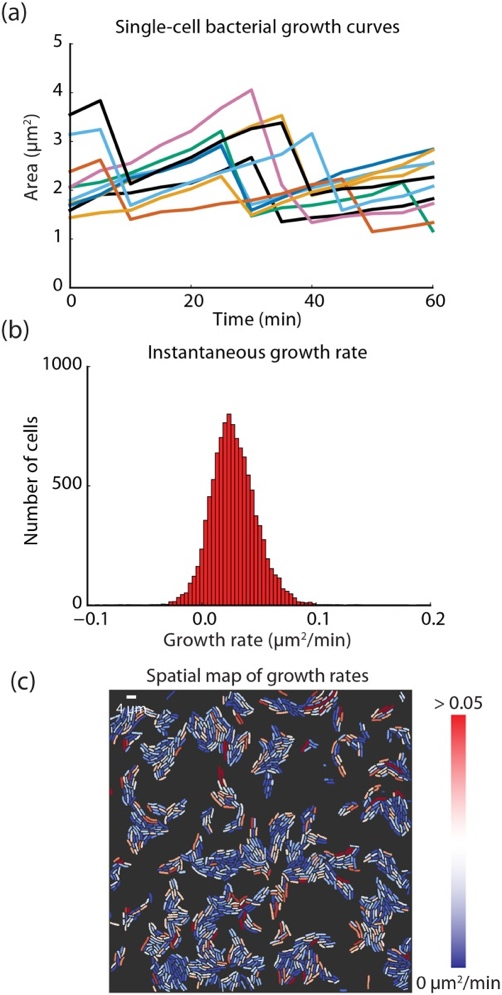 (a)
Single-cell bacterial growth curves
5
4
3
2
1
0
Area (µm²)
0 20 40 60
Time (min)
(b)
Instantaneous growth rate
1000
500
0
Number of cells
−0.1 0.0 0.1 0.2
Growth rate (µm²/min)
(c)
Spatial map of growth rates
4 µm
> 0.05
0 µm²/min